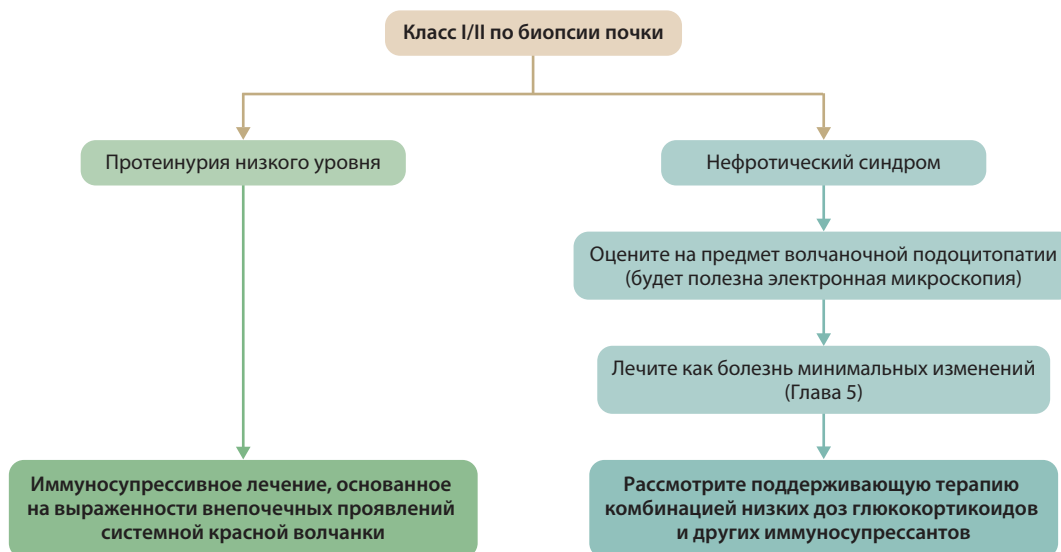 Класс I/II по биопсии почки
Протеинурия низкого уровня
Нефротический синдром
Оцените на предмет волчаночной подоцитопатии
(будет полезна электронная микроскопия)
Лечите как болезнь минимальных изменений
(Глава 5)
Иммуносупрессивное лечение, основанное
на выраженности внепочечных проявлений
системной красной волчанки
Рассмотрите поддерживающую терапию
комбинацией низких доз глюкокортикоидов
и других иммуносупрессантов